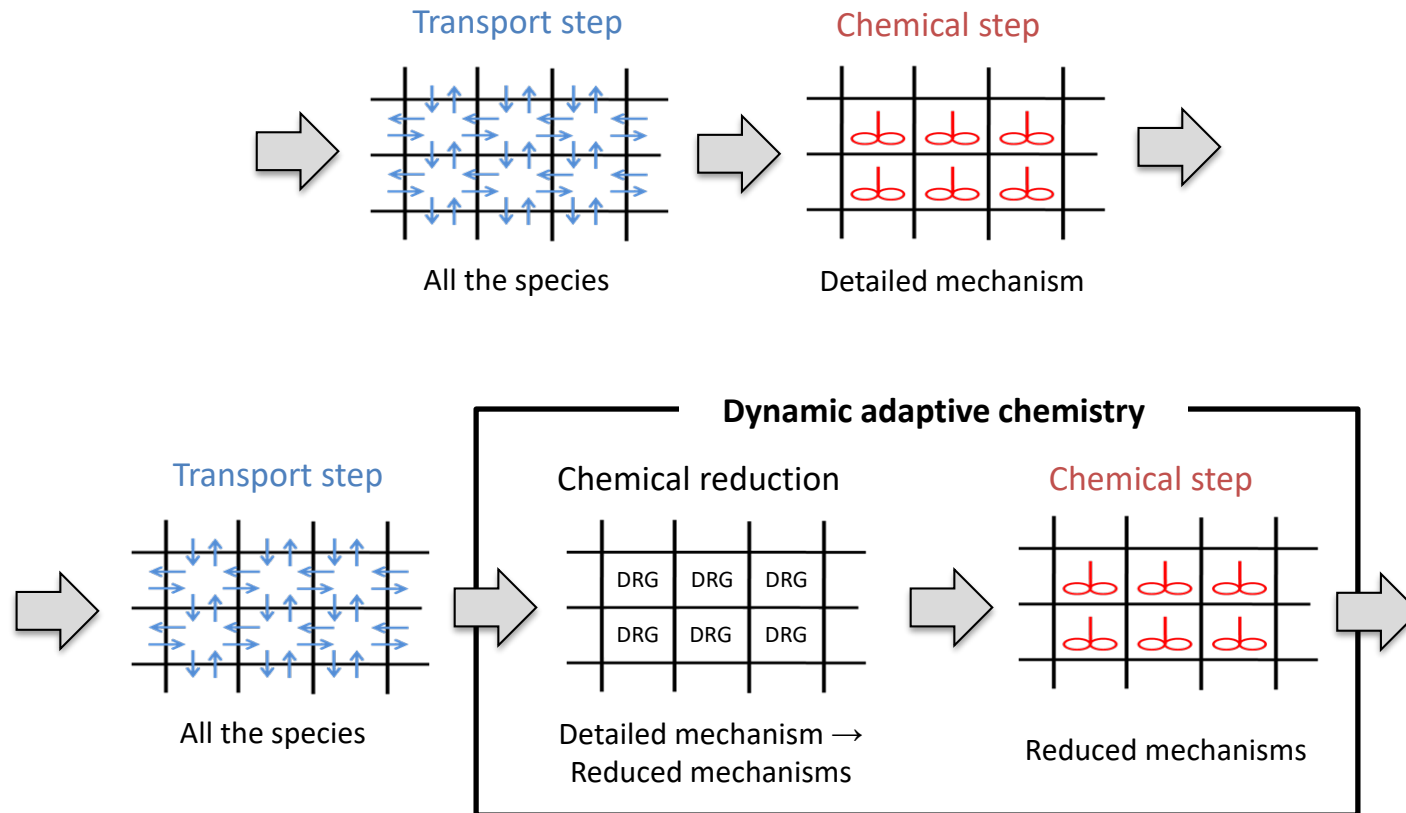 Transport step
Chemical step
All the species
Detailed mechanism
Dynamic adaptive chemistry
Transport step
Chemical reduction
Chemical step
DRG DRG DRG
DRG DRG DRG
All the species
Detailed mechanism →
Reduced mechanisms
Reduced mechanisms